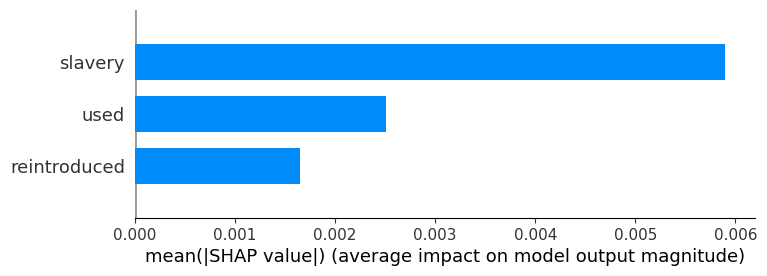 slavery
used
reintroduced
0.000 0.001 0.002 0.003 0.004 0.005 0.006
mean(|SHAP value|) (average impact on model output magnitude)